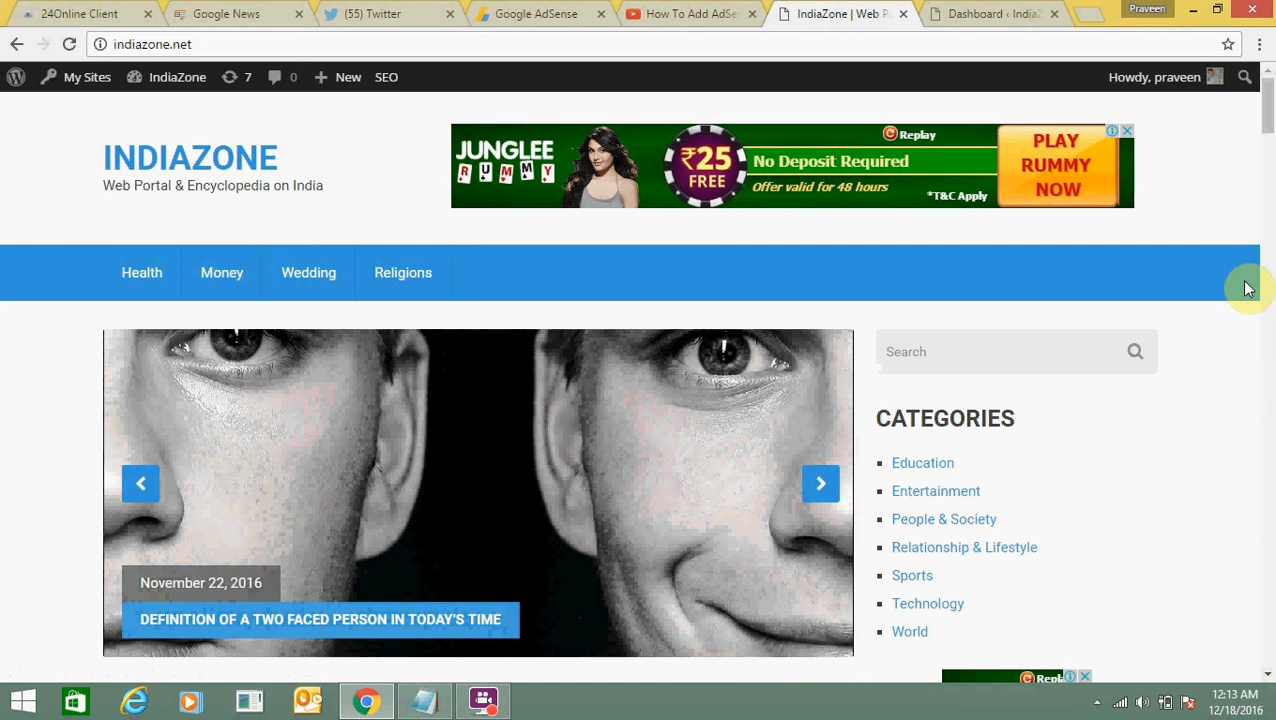 24Online Client
Google News
(55) Twitter
Google AdSense
How To Add AdSe
IndiaZone | Web P
Dashboard ‹ IndiaZ
Praveen
indiazone.net
My Sites
IndiaZone
7
0
New
SEO
Howdy, praveen
INDIAZONE
Web Portal & Encyclopedia on India
JUNGLEE
RUMMY
₹25
FREE
Replay
No Deposit Required
Offer valid for 48 hours
*T&C Apply
PLAY
RUMMY
NOW
Health
Money
Wedding
Religions
Search
CATEGORIES
Education
Entertainment
People & Society
Relationship & Lifestyle
Sports
Technology
World
November 22, 2016
DEFINITION OF A TWO FACED PERSON IN TODAY'S TIME
12:13 AM
12/18/2016